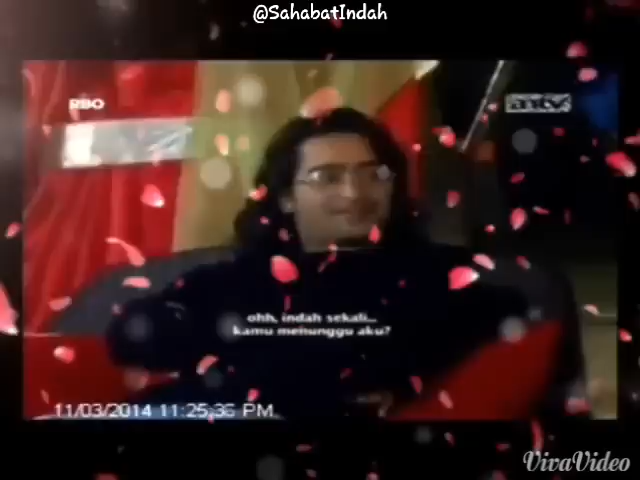 @SahabatIndah
RBO
antv
ohh, indah sekali...
kamu menunggu aku?
11/03/2014 11:25:36 PM
VivaVideo